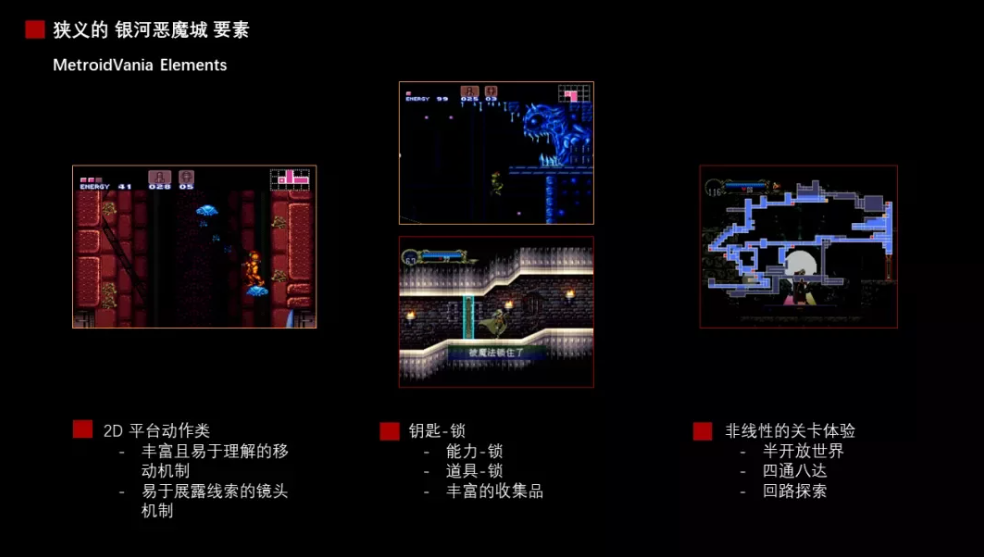 狭义的 银河恶魔城 要素
MetroidVania Elements
ENERGY 99 025 03
ENERGY 41 028 05
116
被魔法锁住了
2D 平台动作类
- 丰富且易于理解的移
动机制
- 易于展露线索的镜头
机制
钥匙-锁
- 能力-锁
- 道具-锁
- 丰富的收集品
非线性的关卡体验
- 半开放世界
- 四通八达
- 回路探索